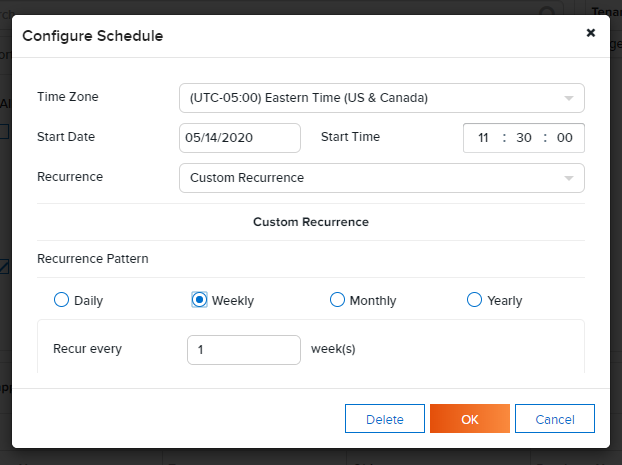 Tenan
Configure Schedule
Time Zone (UTC-05:00) Eastern Time (US & Canada)
Start Date 05/14/2020 Start Time 11 : 30 : 00
Recurrence Custom Recurrence
Custom Recurrence
Recurrence Pattern
Daily Weekly Monthly Yearly
Recur every 1 week(s)
Delete OK Cancel